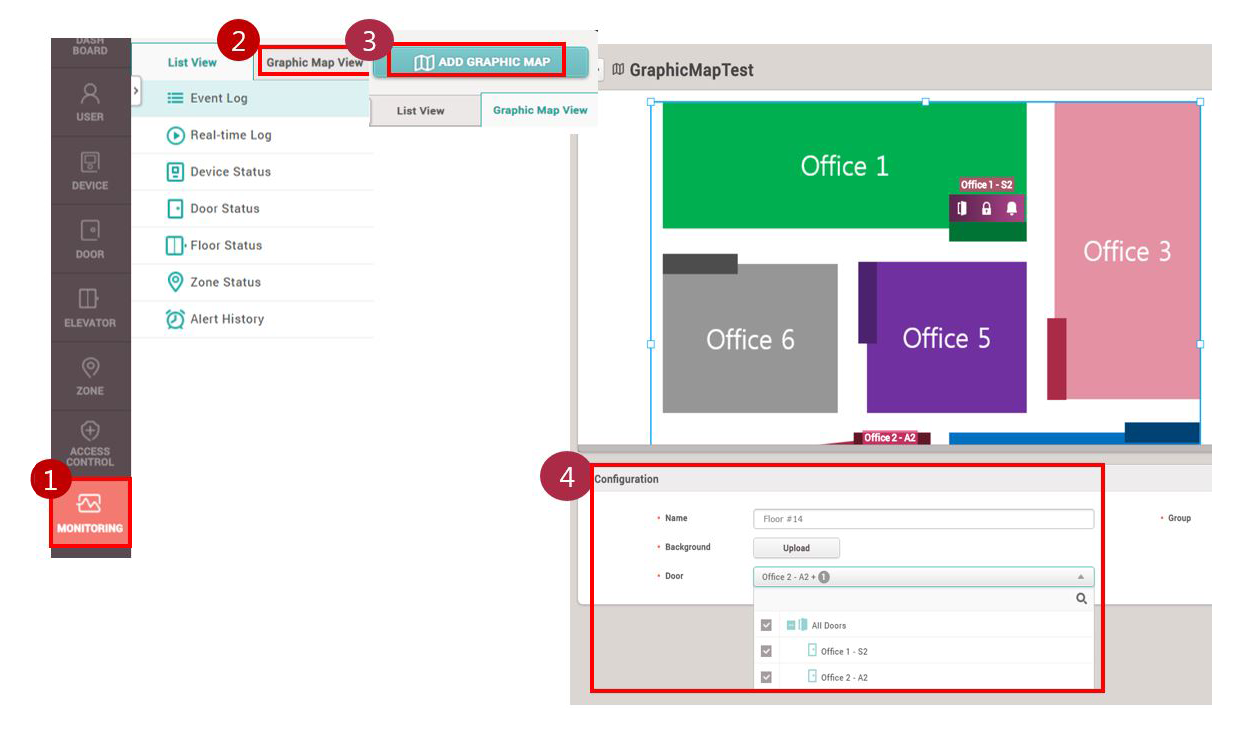 DASH
BOARD
USER
DEVICE
DOOR
ELEVATOR
ZONE
ACCESS
CONTROL
1
MONITORING
2
List View
Graphic Map View
Event Log
Real-time Log
Device Status
Door Status
Floor Status
Zone Status
Alert History
3
ADD GRAPHIC MAP
List View
Graphic Map View
GraphicMapTest
Office 1
Office 1 - S2
Office 3
Office 6
Office 5
Office 2 - A2
4
Configuration
• Name
Floor #14
• Group
• Background
Upload
• Door
Office 2 - A2 + 1
All Doors
Office 1 - S2
Office 2 - A2